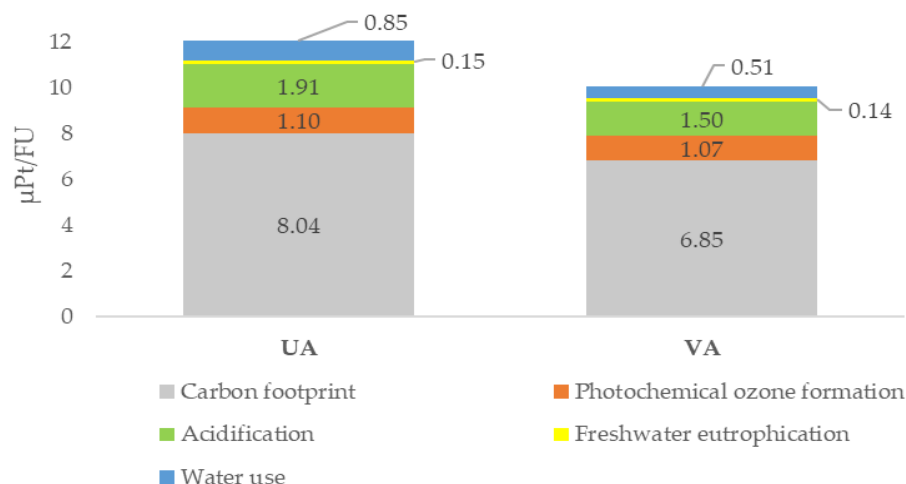 0.85
12
0.15
0.51
10
1.91
0.14
1.50
8
1.10
1.07
µPt/FU
6
8.04
6.85
4
2
0
UA
VA
Carbon footprint
Photochemical ozone formation
Acidification
Freshwater eutrophication
Water use